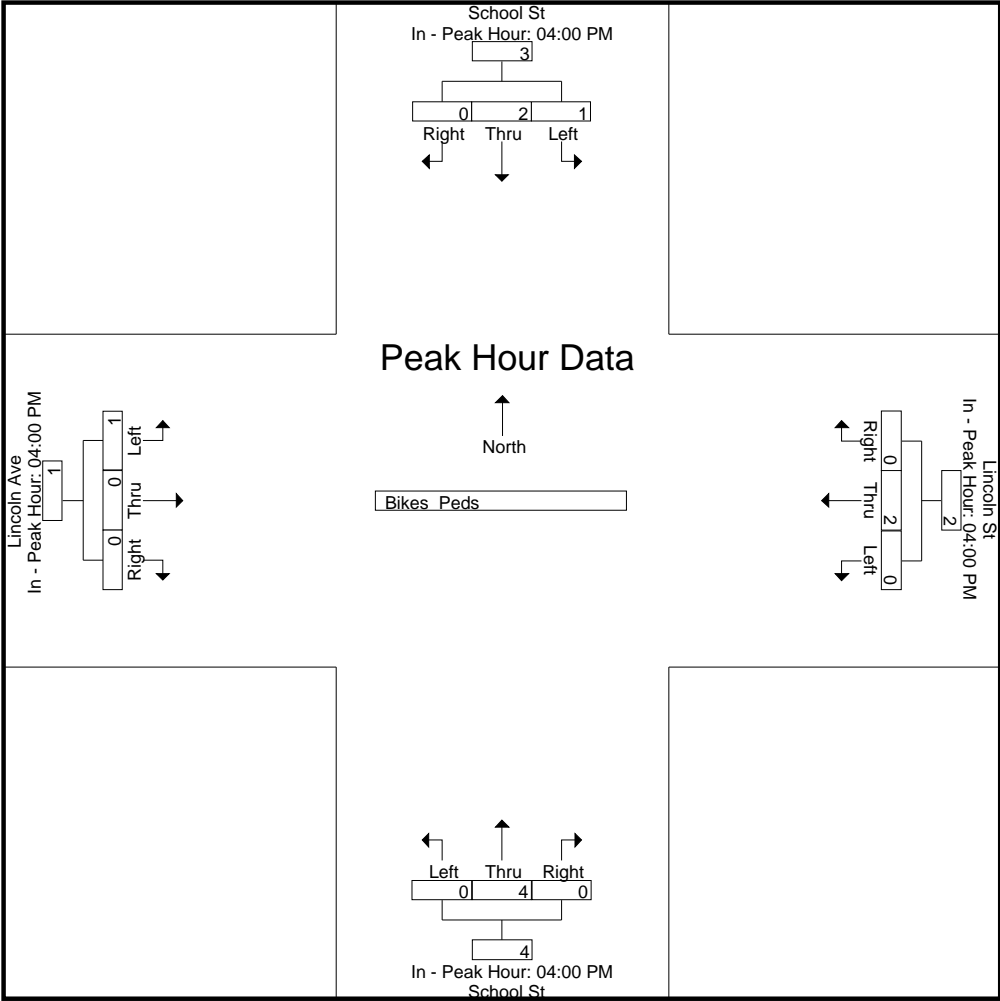 School St
In - Peak Hour: 04:00 PM
3
0 2 1
Right Thru Left
Peak Hour Data
North
Bikes Peds
Lincoln Ave
In - Peak Hour: 04:00 PM
1
1 0 0
Left Thru Right
Lincoln St
In - Peak Hour: 04:00 PM
2
0 2 0
Right Thru Left
Left Thru Right
0 4 0
4
In - Peak Hour: 04:00 PM
School St